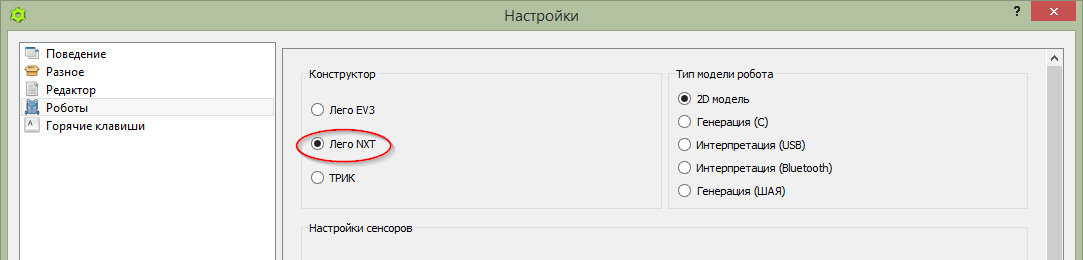 Настройки
?
Поведение
Разное
Редактор
Роботы
Горячие клавиши
Конструктор
Лего EV3
Лего NXT
ТРИК
Тип модели робота
2D модель
Генерация (C)
Интерпретация (USB)
Интерпретация (Bluetooth)
Генерация (ШАЯ)
Настройки сенсоров